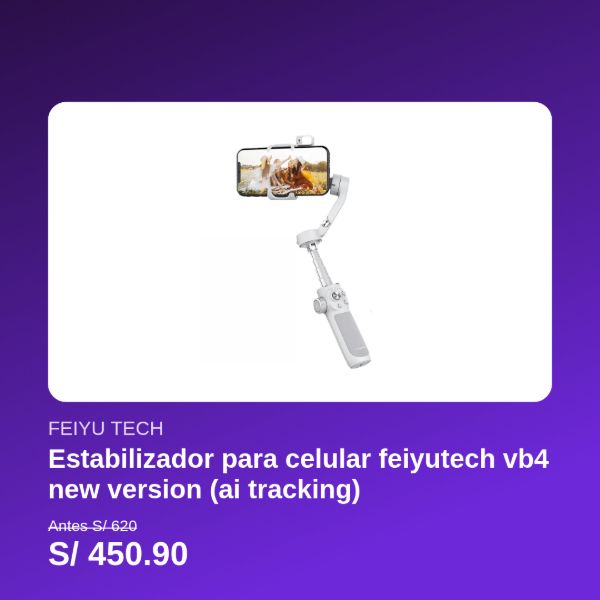 FEIYU TECH
Estabilizador para celular feiyutech vb4
new version (ai tracking)
Antes S/ 620
S/ 450.90